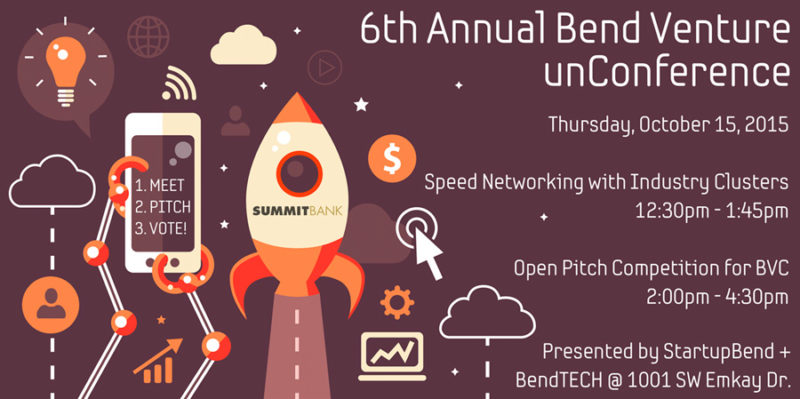 6th Annual Bend Venture
unConference
Thursday, October 15, 2015
Speed Networking with Industry Clusters
12:30pm - 1:45pm
Open Pitch Competition for BVC
2:00pm - 4:30pm
Presented by StartupBend +
BendTECH @ 1001 SW Emkay Dr.
1. MEET
2. PITCH
3. VOTE!
SUMMITBANK
$